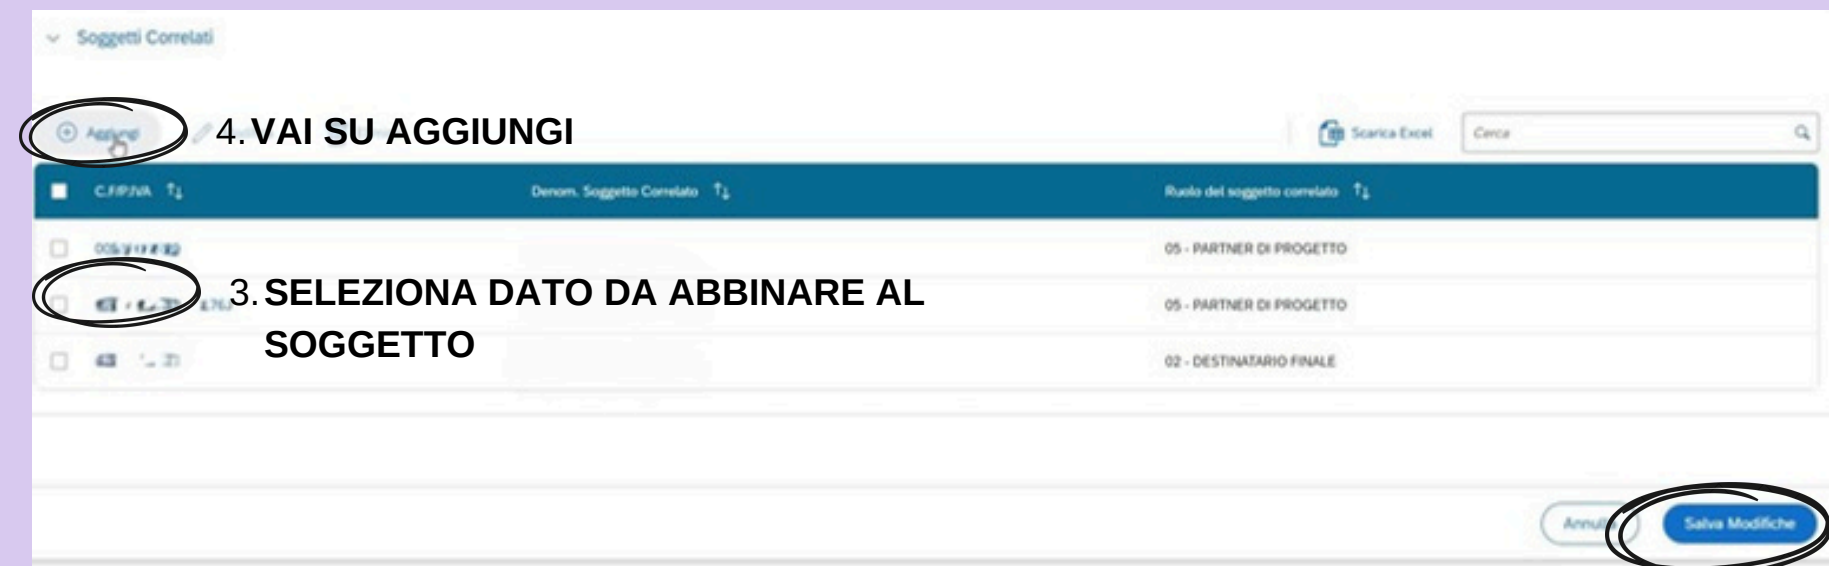 Soggetti Correlati
Aggiungi
4. VAI SU AGGIUNGI
Scarica Excel
Cerca
C.F/P.IVA
Denom. Soggetto Correlato
Ruolo del soggetto correlato
05 - PARTNER DI PROGETTO
3. SELEZIONA DATO DA ABBINARE AL
05 - PARTNER DI PROGETTO
SOGGETTO
02 - DESTINATARIO FINALE
Annulla
Salva Modifiche